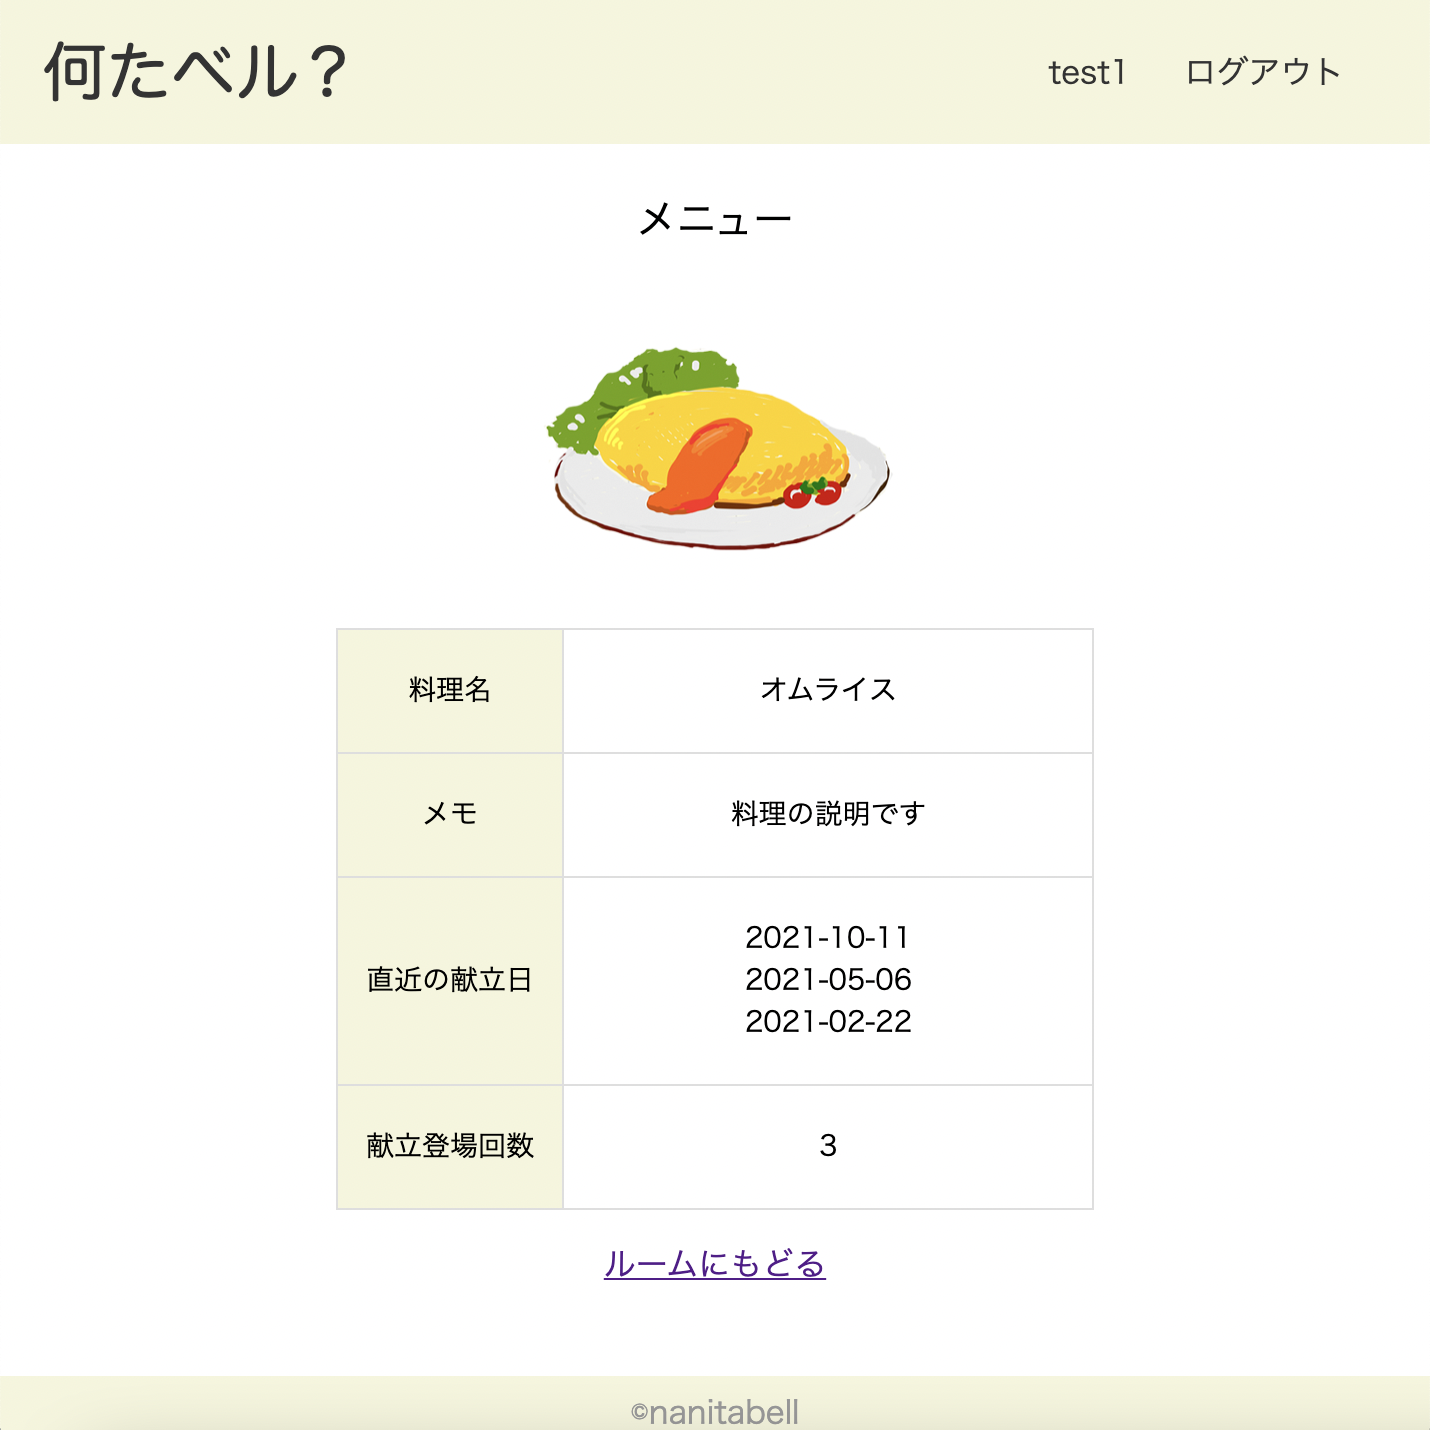 何たベル？
test1 ログアウト
メニュー
料理名 オムライス
メモ 料理の説明です
直近の献立日 2021-10-11
2021-05-06
2021-02-22
献立登場回数 3
ルームにもどる
©nanitabell